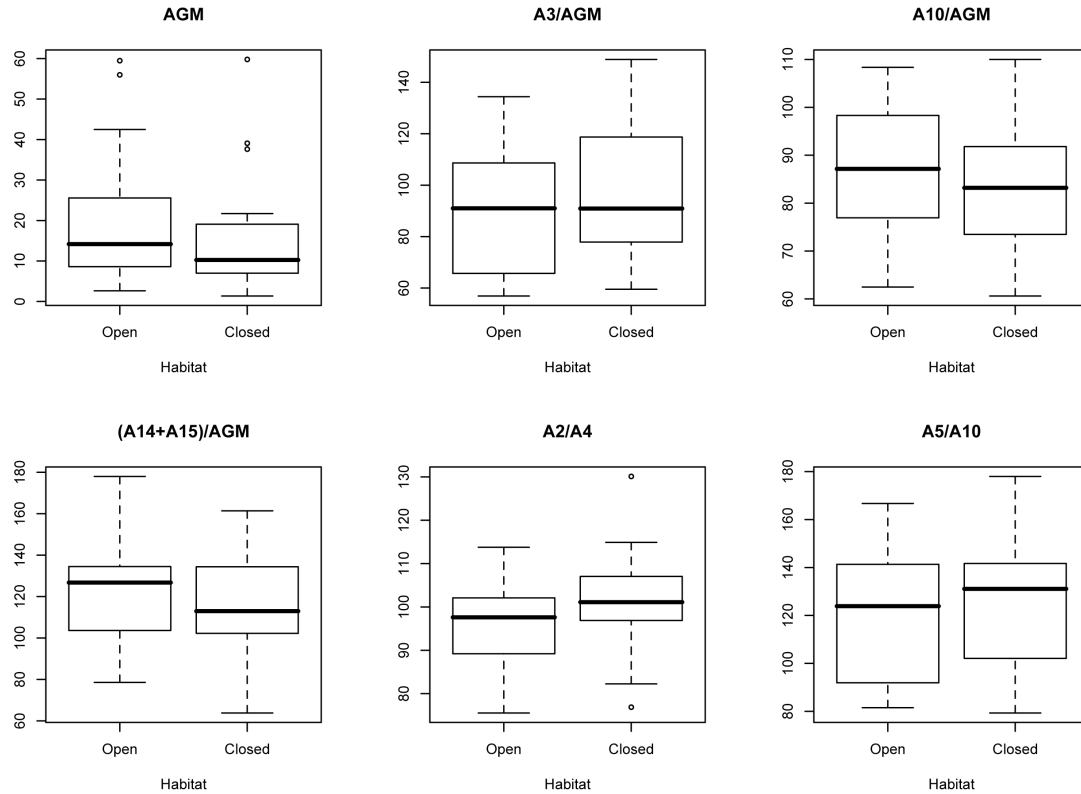 AGM
A3/AGM
A10/AGM
60
50
40
30
20
10
0
140
120
100
80
60
110
100
90
80
70
60
Open Closed
Open Closed
Open Closed
Habitat
Habitat
Habitat
(A14+A15)/AGM
A2/A4
A5/A10
180
160
140
120
100
80
60
130
120
110
100
90
80
180
160
140
120
100
80
Open Closed
Open Closed
Open Closed
Habitat
Habitat
Habitat